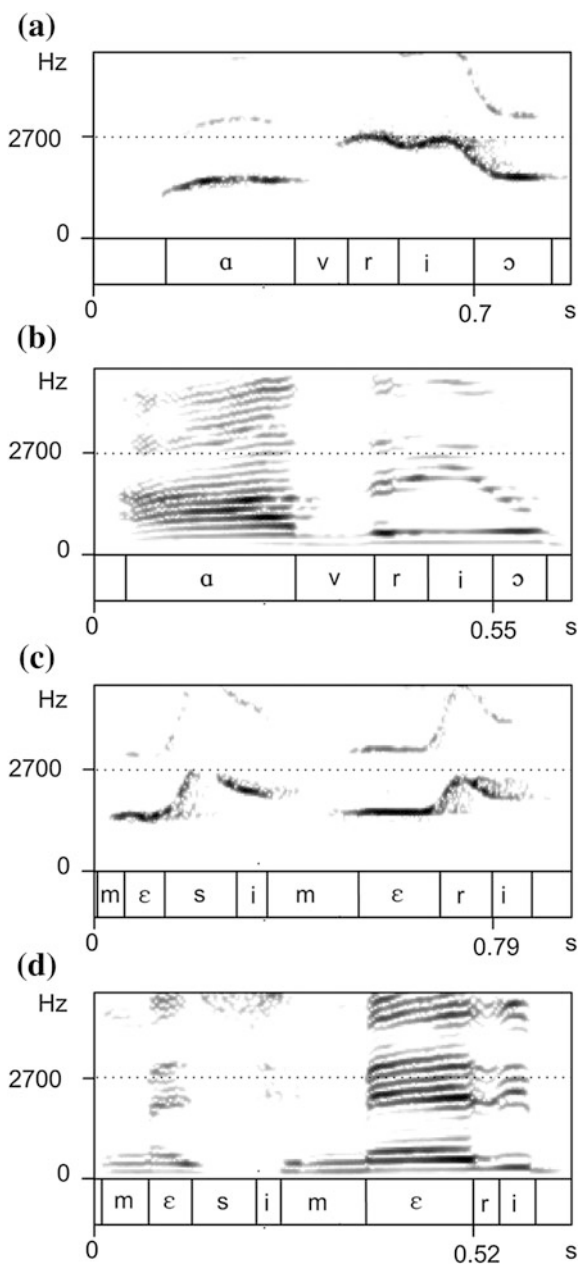 (a)
Hz
2700
0
ɑ v r i ɔ
0 0.7 s
(b)
Hz
2700
0
ɑ v r i ɔ
0 0.55 s
(c)
Hz
2700
0
m ɛ s i m ɛ r i
0 0.79 s
(d)
Hz
2700
0
m ɛ s i m ɛ r i
0 0.52 s